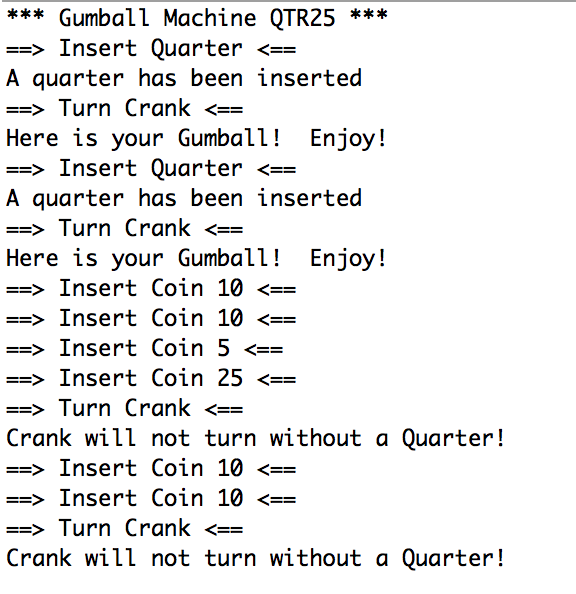 *** Gumball Machine QTR25 ***
==> Insert Quarter <==
A quarter has been inserted
==> Turn Crank <==
Here is your Gumball!  Enjoy!
==> Insert Quarter <==
A quarter has been inserted
==> Turn Crank <==
Here is your Gumball!  Enjoy!
==> Insert Coin 10 <==
==> Insert Coin 10 <==
==> Insert Coin 5 <==
==> Insert Coin 25 <==
==> Turn Crank <==
Crank will not turn without a Quarter!
==> Insert Coin 10 <==
==> Insert Coin 10 <==
==> Turn Crank <==
Crank will not turn without a Quarter!